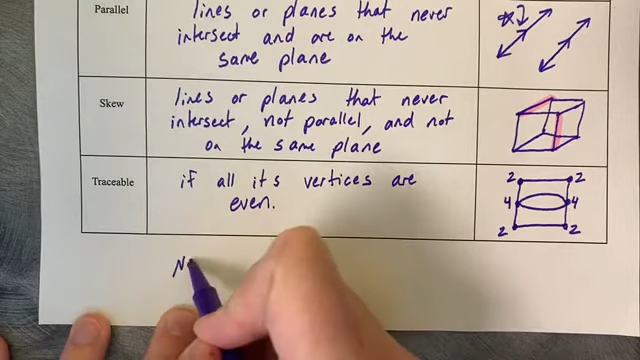 Parallel
lines or planes that never
intersect and are on the
same plane
Skew
lines or planes that never
intersect, not parallel, and not
on the same plane
Traceable
if all its vertices are
even.
2 2
4 4
2 2